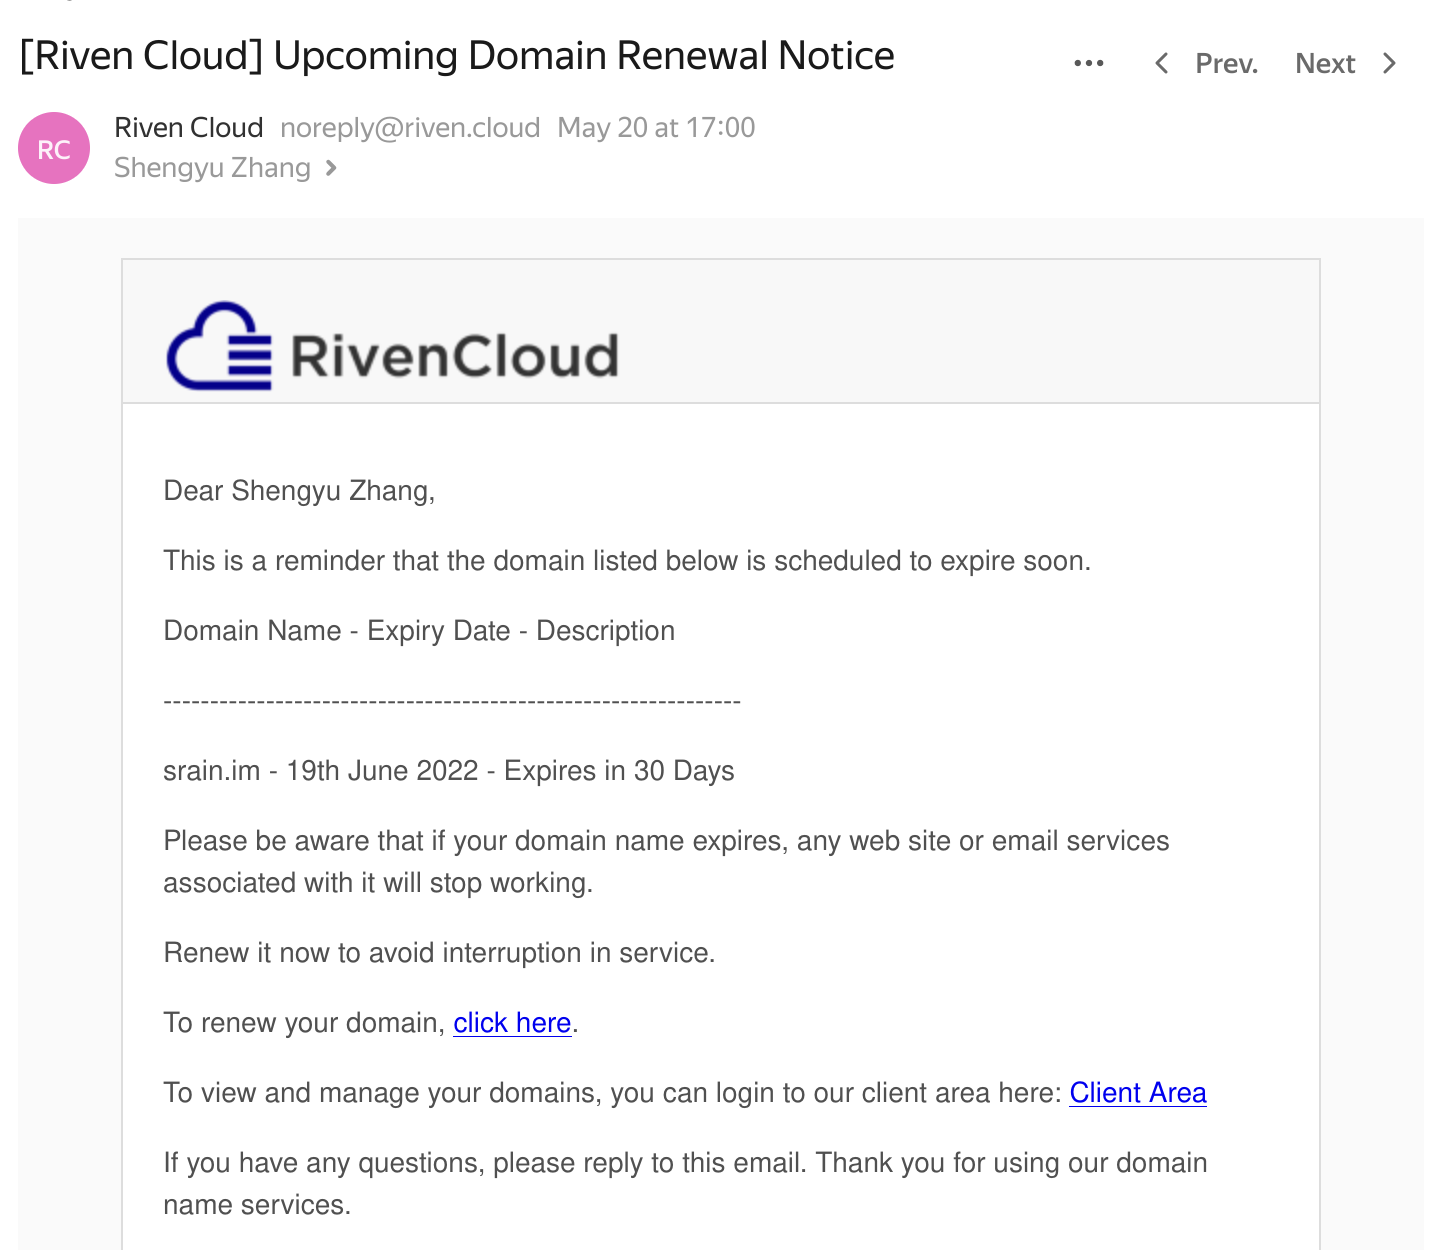 [Riven Cloud] Upcoming Domain Renewal Notice
Prev.
Next
RC
Riven Cloud noreply@riven.cloud May 20 at 17:00
Shengyu Zhang
RivenCloud
Dear Shengyu Zhang,
This is a reminder that the domain listed below is scheduled to expire soon.
Domain Name - Expiry Date - Description
--------------------------------------------------------------
srain.im - 19th June 2022 - Expires in 30 Days
Please be aware that if your domain name expires, any web site or email services
associated with it will stop working.
Renew it now to avoid interruption in service.
To renew your domain, click here.
To view and manage your domains, you can login to our client area here: Client Area
If you have any questions, please reply to this email. Thank you for using our domain
name services.